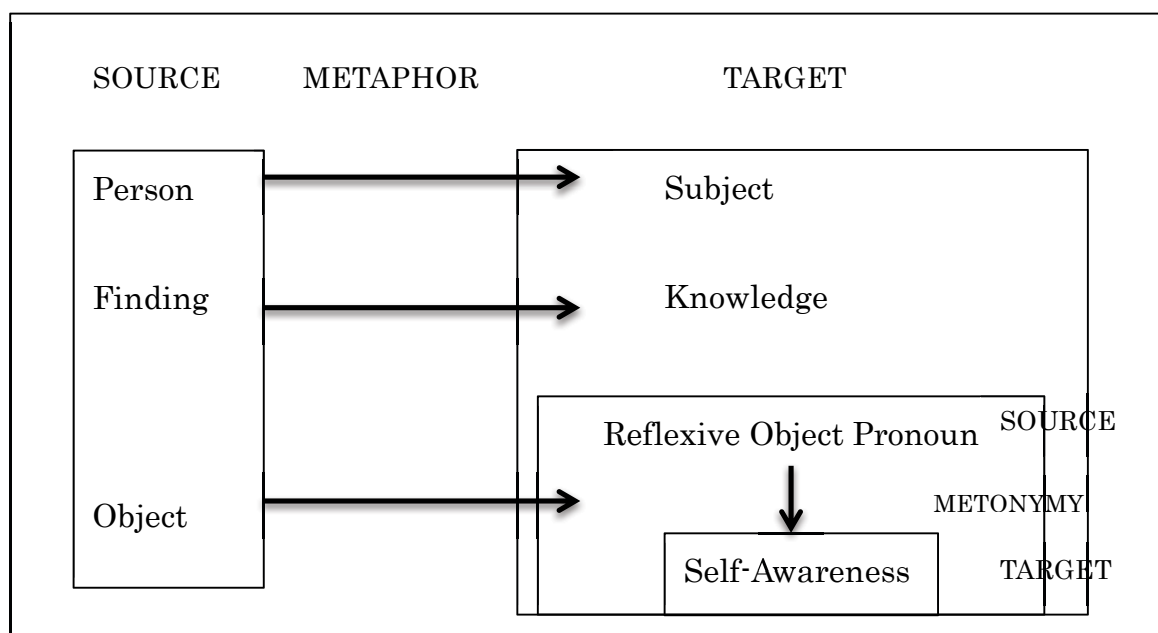 SOURCE METAPHOR TARGET
Person Subject
Finding Knowledge
Reflexive Object Pronoun SOURCE
Object METONYMY
Self-Awareness TARGET